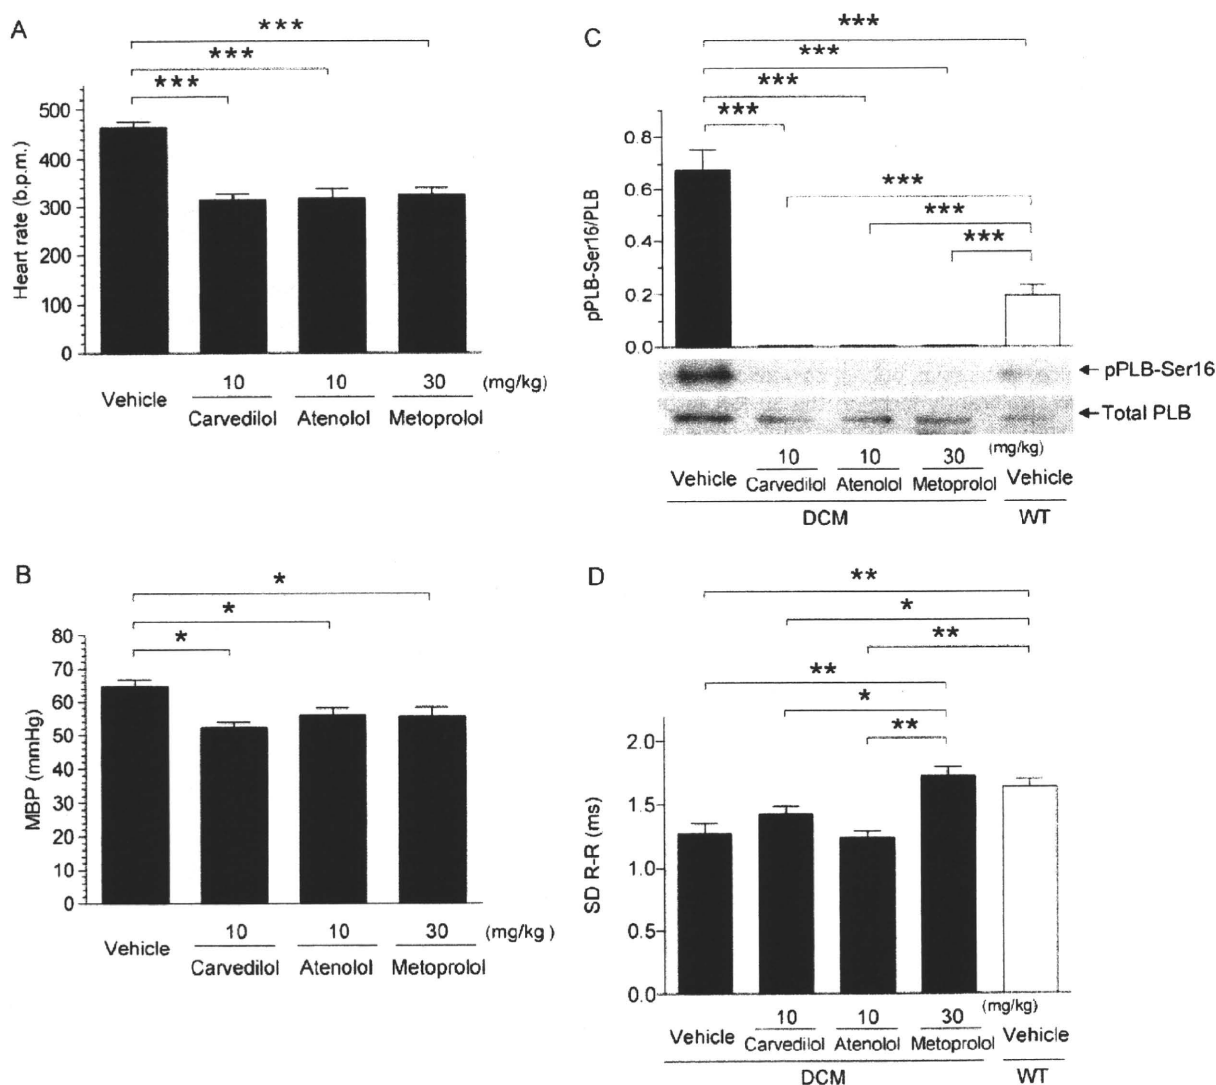 A
***
***
***
Heart rate (b.p.m.)
500
400
300
200
100
0
Vehicle
10 10 30 (mg/kg)
Carvedilol Atenolol Metoprolol
B
*
*
*
MBP (mmHg)
80
70
60
50
40
30
20
10
0
Vehicle
10 10 30 (mg/kg)
Carvedilol Atenolol Metoprolol
C
***
***
***
***
***
***
***
pPLB-Ser16/PLB
0.8
0.6
0.4
0.2
0.0
pPLB-Ser16
Total PLB
10 10 30 (mg/kg)
Vehicle Carvedilol Atenolol Metoprolol Vehicle
DCM WT
D
**
*
**
**
*
**
SD R-R (ms)
2.0
1.5
1.0
0.5
0.0
10 10 30 (mg/kg)
Vehicle Carvedilol Atenolol Metoprolol Vehicle
DCM WT